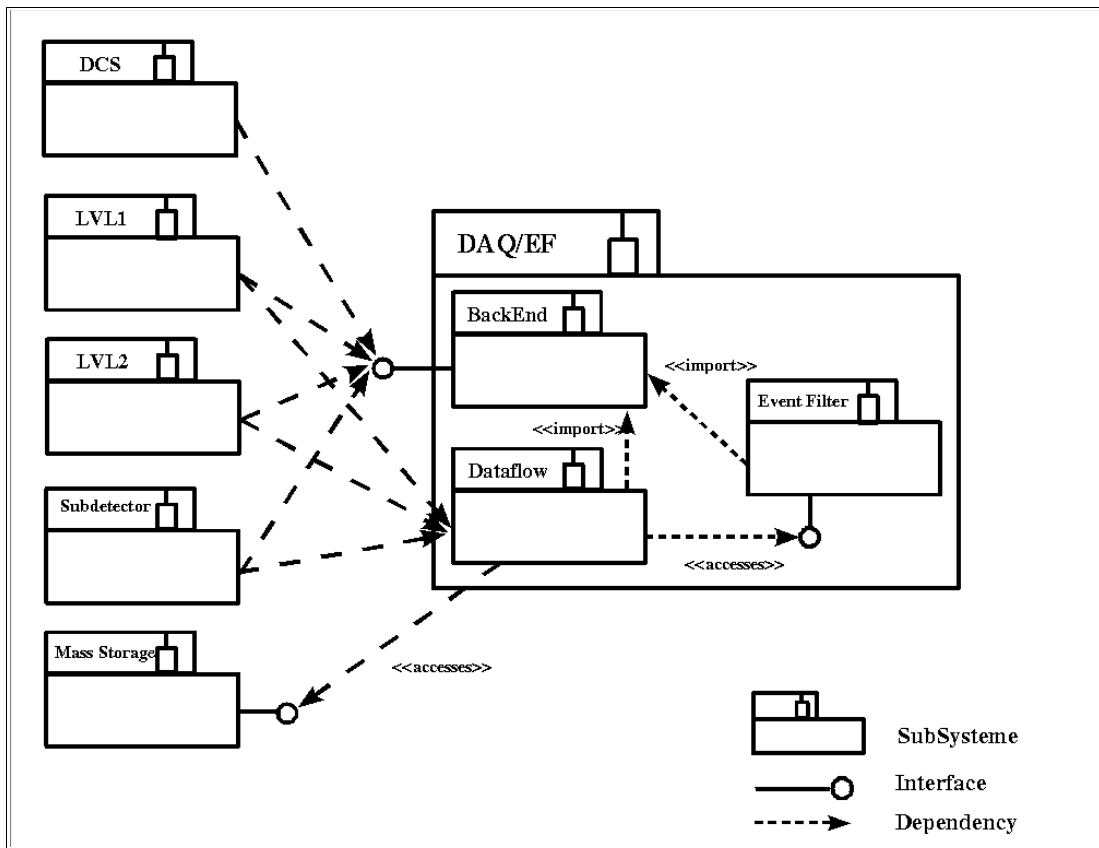 DCS
LVL1
LVL2
Subdetector
Mass Storage
DAQ/EF
BackEnd
<<import>>
Event Filter
<<import>>
Dataflow
<<accesses>>
<<accesses>>
SubSysteme
Interface
Dependency